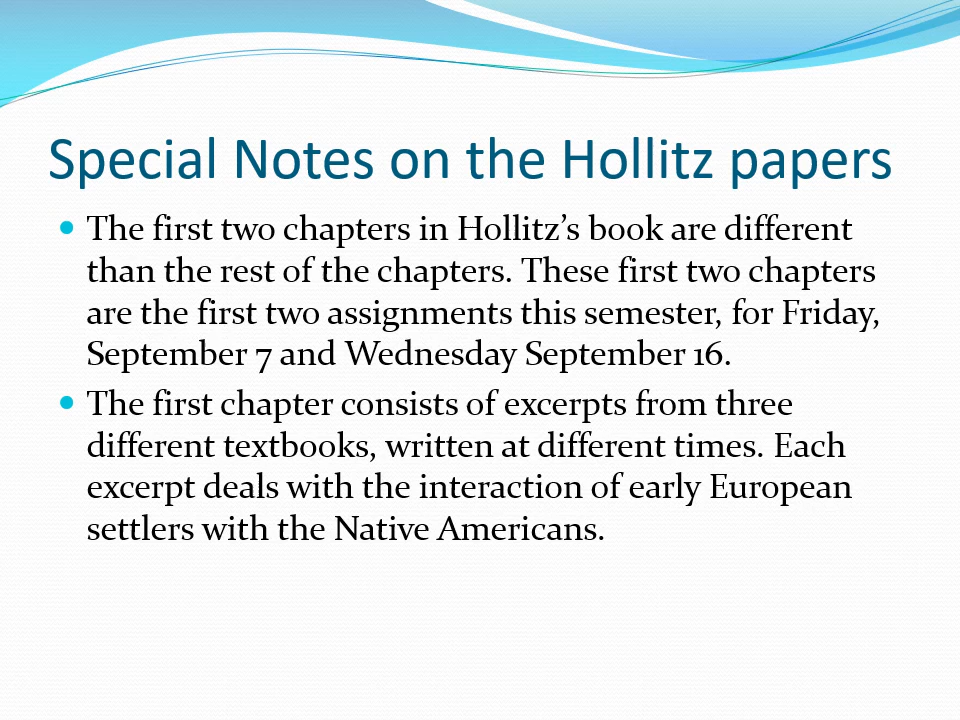 Special Notes on the Hollitz papers
• The first two chapters in Hollitz’s book are different
than the rest of the chapters. These first two chapters
are the first two assignments this semester, for Friday,
September 7 and Wednesday September 16.
• The first chapter consists of excerpts from three
different textbooks, written at different times. Each
excerpt deals with the interaction of early European
settlers with the Native Americans.